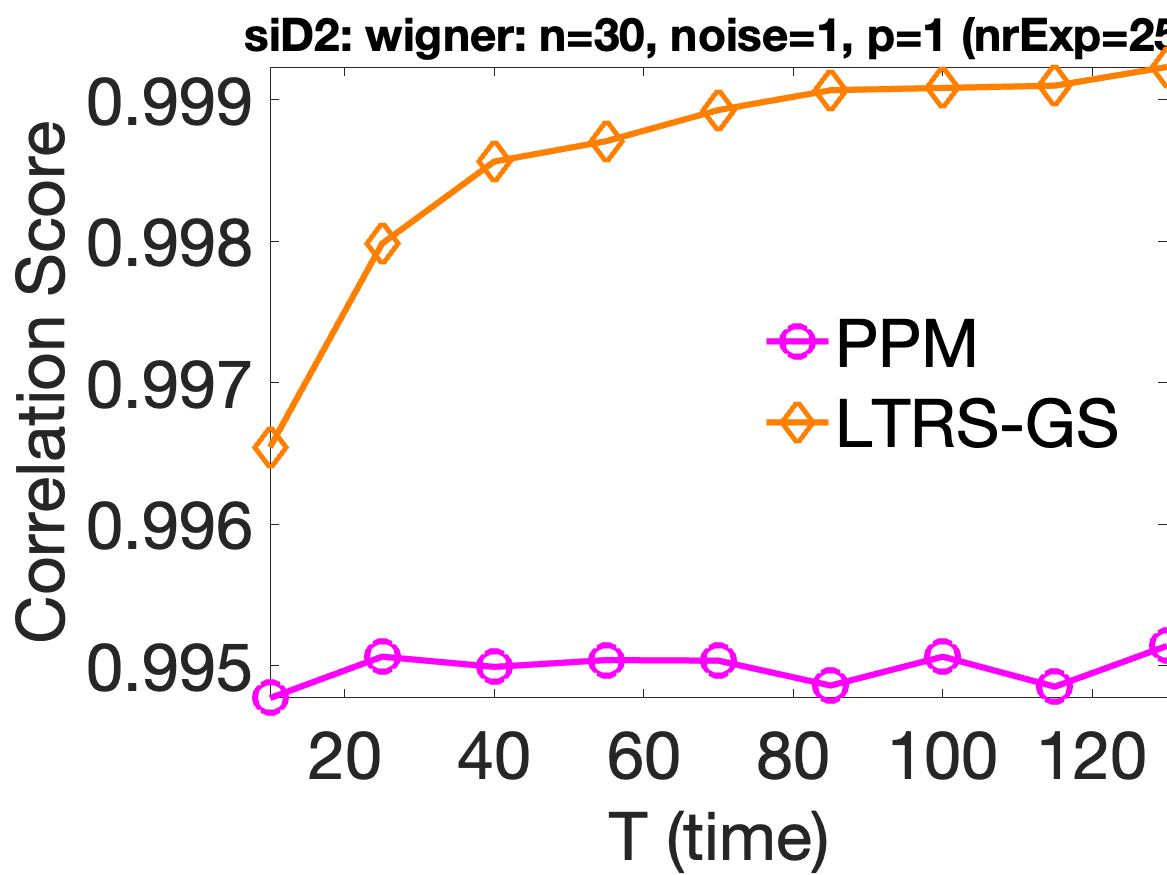 siD2: wigner: n=30, noise=1, p=1 (nrExp=25
0.999
0.998
0.997
0.996
0.995
Correlation Score
PPM
LTRS-GS
20 40 60 80 100 120
T (time)